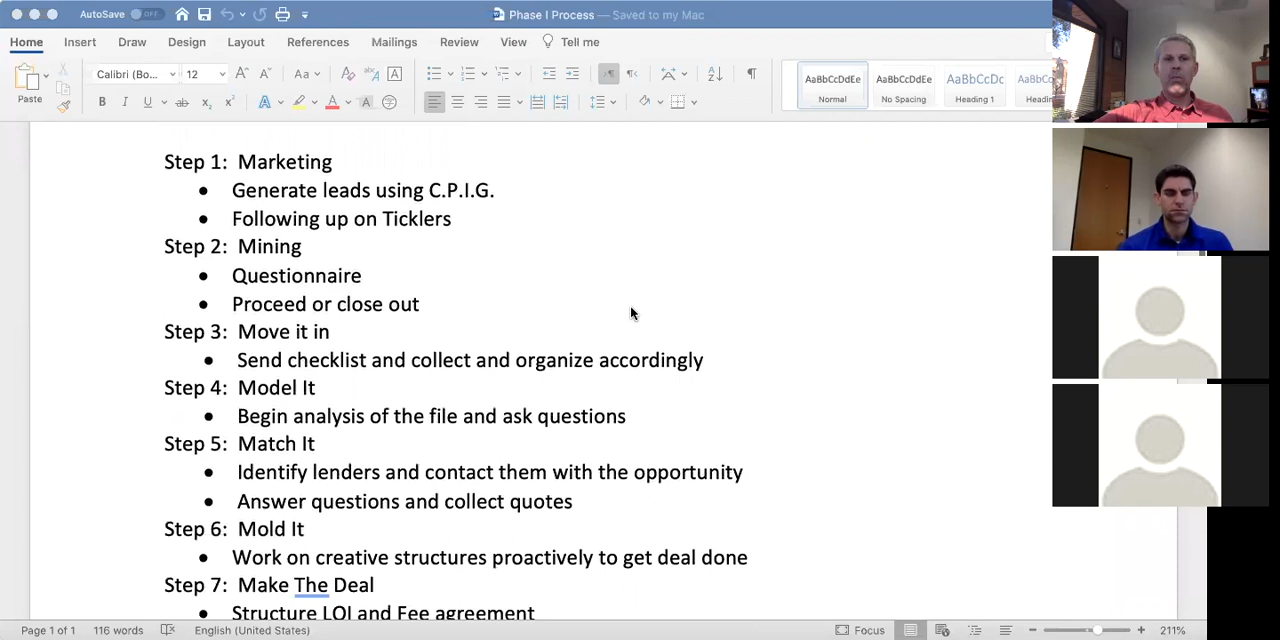 AutoSave OFF Phase I Process — Saved to my Mac
Home Insert Draw Design Layout References Mailings Review View Tell me
Paste Calibri (Bo... 12 A A Aa A
B I U ab x₂ x² A A A
AaBbCcDdEe AaBbCcDdEe AaBbCcDc
Normal No Spacing Heading 1
Step 1: Marketing
• Generate leads using C.P.I.G.
• Following up on Ticklers
Step 2: Mining
• Questionnaire
• Proceed or close out
Step 3: Move it in
• Send checklist and collect and organize accordingly
Step 4: Model It
• Begin analysis of the file and ask questions
Step 5: Match It
• Identify lenders and contact them with the opportunity
• Answer questions and collect quotes
Step 6: Mold It
• Work on creative structures proactively to get deal done
Step 7: Make The Deal
• Structure LOI and Fee agreement
Page 1 of 1 116 words English (United States) Focus 211%